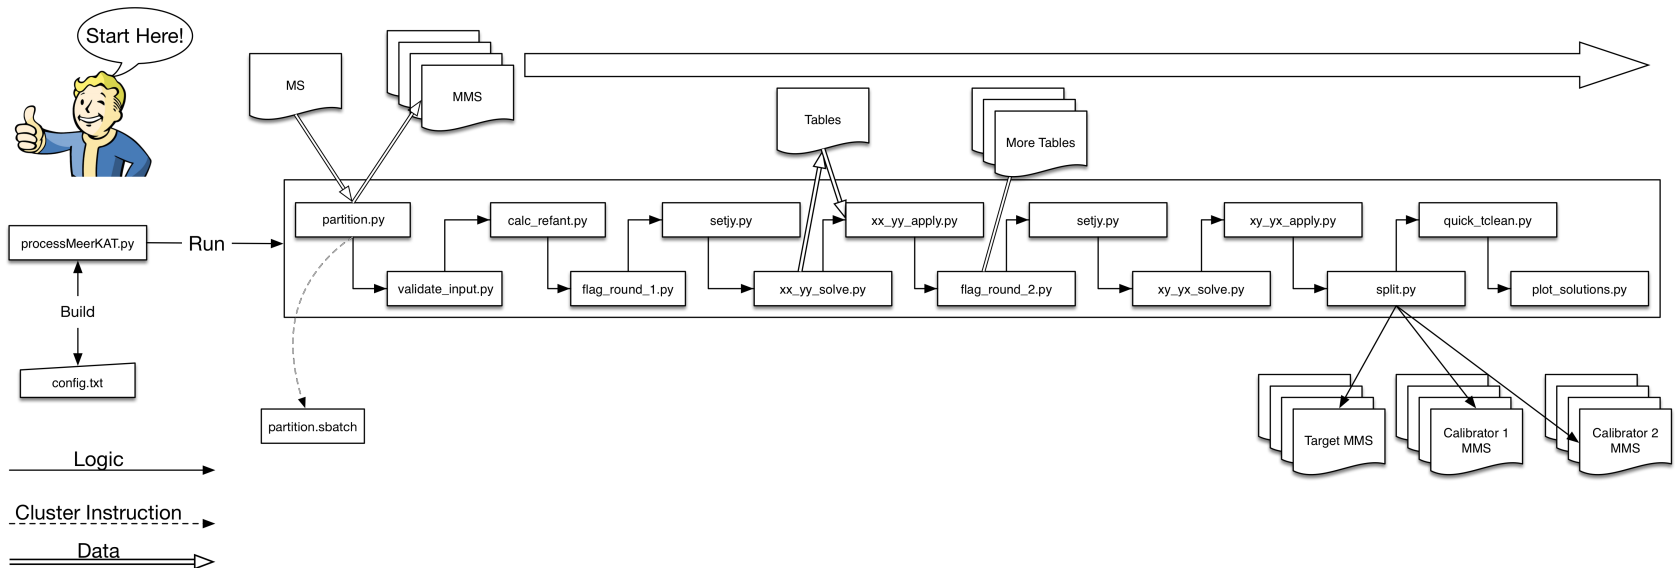 Start Here!
MS
MMS
Tables
More Tables
partition.py
calc_refant.py
setjy.py
xx_yy_apply.py
setjy.py
xy_yx_apply.py
quick_tclean.py
processMeerKAT.py
Run
validate_input.py
flag_round_1.py
xx_yy_solve.py
flag_round_2.py
xy_yx_solve.py
split.py
plot_solutions.py
Build
config.txt
partition.sbatch
Target MMS
Calibrator 1
MMS
Calibrator 2
MMS
Logic
Cluster Instruction
Data